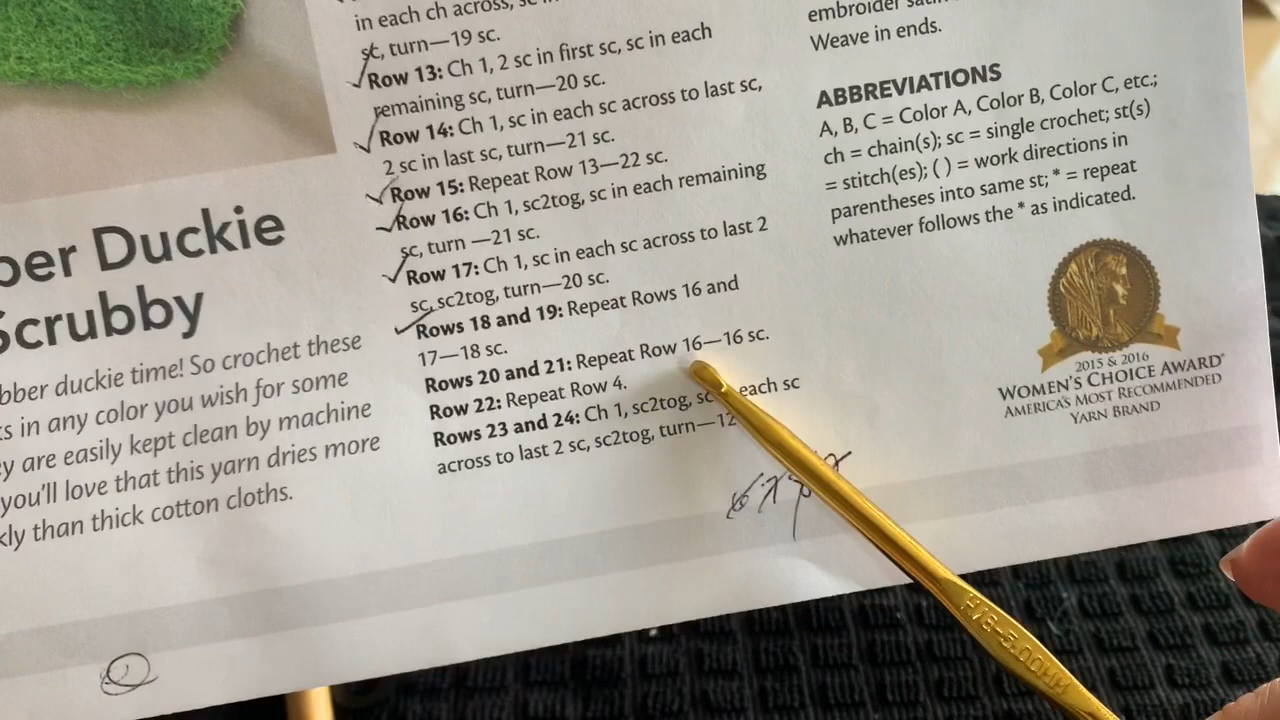 in each ch across, sc in
st, turn—19 sc.
Row 13: Ch 1, 2 sc in first sc, sc in each
remaining sc, turn—20 sc.
Row 14: Ch 1, sc in each sc across to last sc,
2 sc in last sc, turn—21 sc.
Row 15: Repeat Row 13—22 sc.
Row 16: Ch 1, sc2tog, sc in each remaining
sc, turn —21 sc.
Row 17: Ch 1, sc in each sc across to last 2
sc, sc2tog, turn—20 sc.
Rows 18 and 19: Repeat Rows 16 and
17—18 sc.
Rows 20 and 21: Repeat Row 16—16 sc.
Row 22: Repeat Row 4.
Rows 23 and 24: Ch 1, sc2tog, sc each sc
across to last 2 sc, sc2tog, turn—12
ber Duckie
Scrubby
bber duckie time! So crochet these
ks in any color you wish for some
ey are easily kept clean by machine
you'll love that this yarn dries more
kly than thick cotton cloths.
2
embroider satin
Weave in ends.
ABBREVIATIONS
A, B, C = Color A, Color B, Color C, etc.;
ch = chain(s); sc = single crochet; st(s)
= stitch(es); ( ) = work directions in
parentheses into same st; * = repeat
whatever follows the * as indicated.
2015 & 2016
WOMEN'S CHOICE AWARD®
AMERICA'S MOST RECOMMENDED
YARN BRAND
H/8-5.00MM